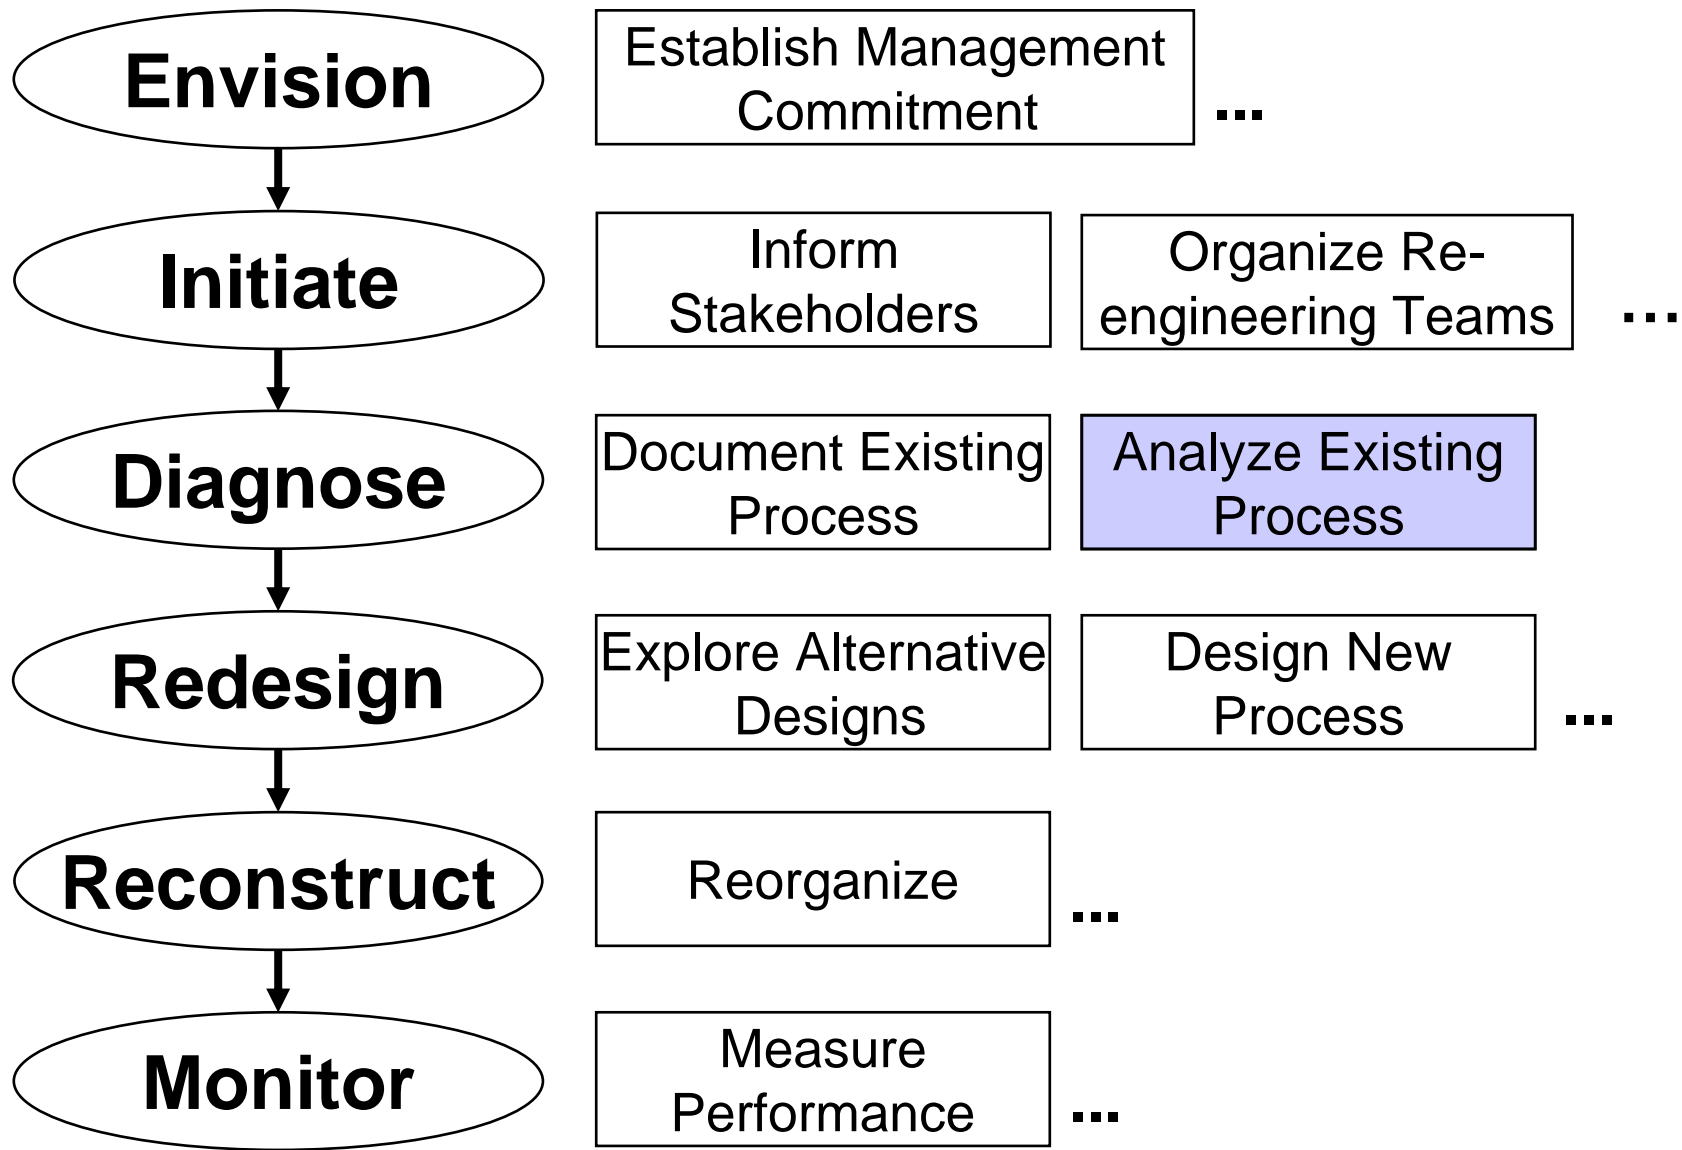 Envision
Establish Management
Commitment
...
Initiate
Inform
Stakeholders
Organize Re-
engineering Teams
...
Diagnose
Document Existing
Process
Analyze Existing
Process
Redesign
Explore Alternative
Designs
Design New
Process
...
Reconstruct
Reorganize
...
Monitor
Measure
Performance
...